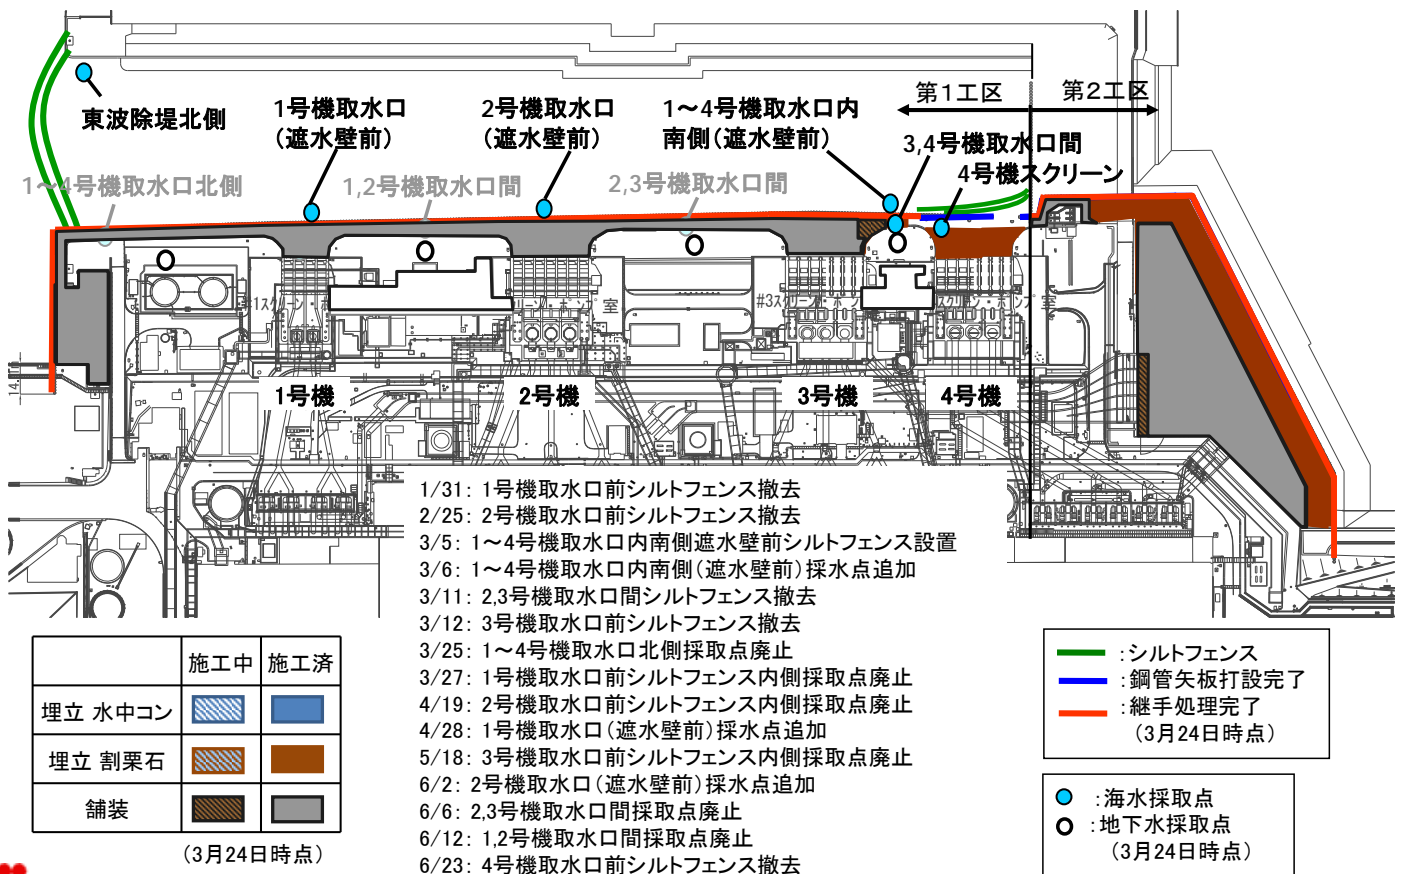 第1工区
第2工区
東波除堤北側
1号機取水口
(遮水壁前)
2号機取水口
(遮水壁前)
1～4号機取水口内
南側(遮水壁前)
3,4号機取水口間
4号機スクリーン
1～4号機取水口北側
1,2号機取水口間
2,3号機取水口間
1号機
2号機
3号機
4号機
1/31: 1号機取水口前シルトフェンス撤去
2/25: 2号機取水口前シルトフェンス撤去
3/5: 1～4号機取水口内南側遮水壁前シルトフェンス設置
3/6: 1～4号機取水口内南側(遮水壁前)採水点追加
3/11: 2,3号機取水口間シルトフェンス撤去
3/12: 3号機取水口前シルトフェンス撤去
3/25: 1～4号機取水口北側採取点廃止
3/27: 1号機取水口前シルトフェンス内側採取点廃止
4/19: 2号機取水口前シルトフェンス内側採取点廃止
4/28: 1号機取水口(遮水壁前)採水点追加
5/18: 3号機取水口前シルトフェンス内側採取点廃止
6/2: 2号機取水口(遮水壁前)採水点追加
6/6: 2,3号機取水口間採取点廃止
6/12: 1,2号機取水口間採取点廃止
6/23: 4号機取水口前シルトフェンス撤去
施工中 施工済
埋立 水中コン
埋立 割栗石
舗装
(3月24日時点)
:シルトフェンス
:鋼管矢板打設完了
:継手処理完了
(3月24日時点)
:海水採取点
:地下水採取点
(3月24日時点)